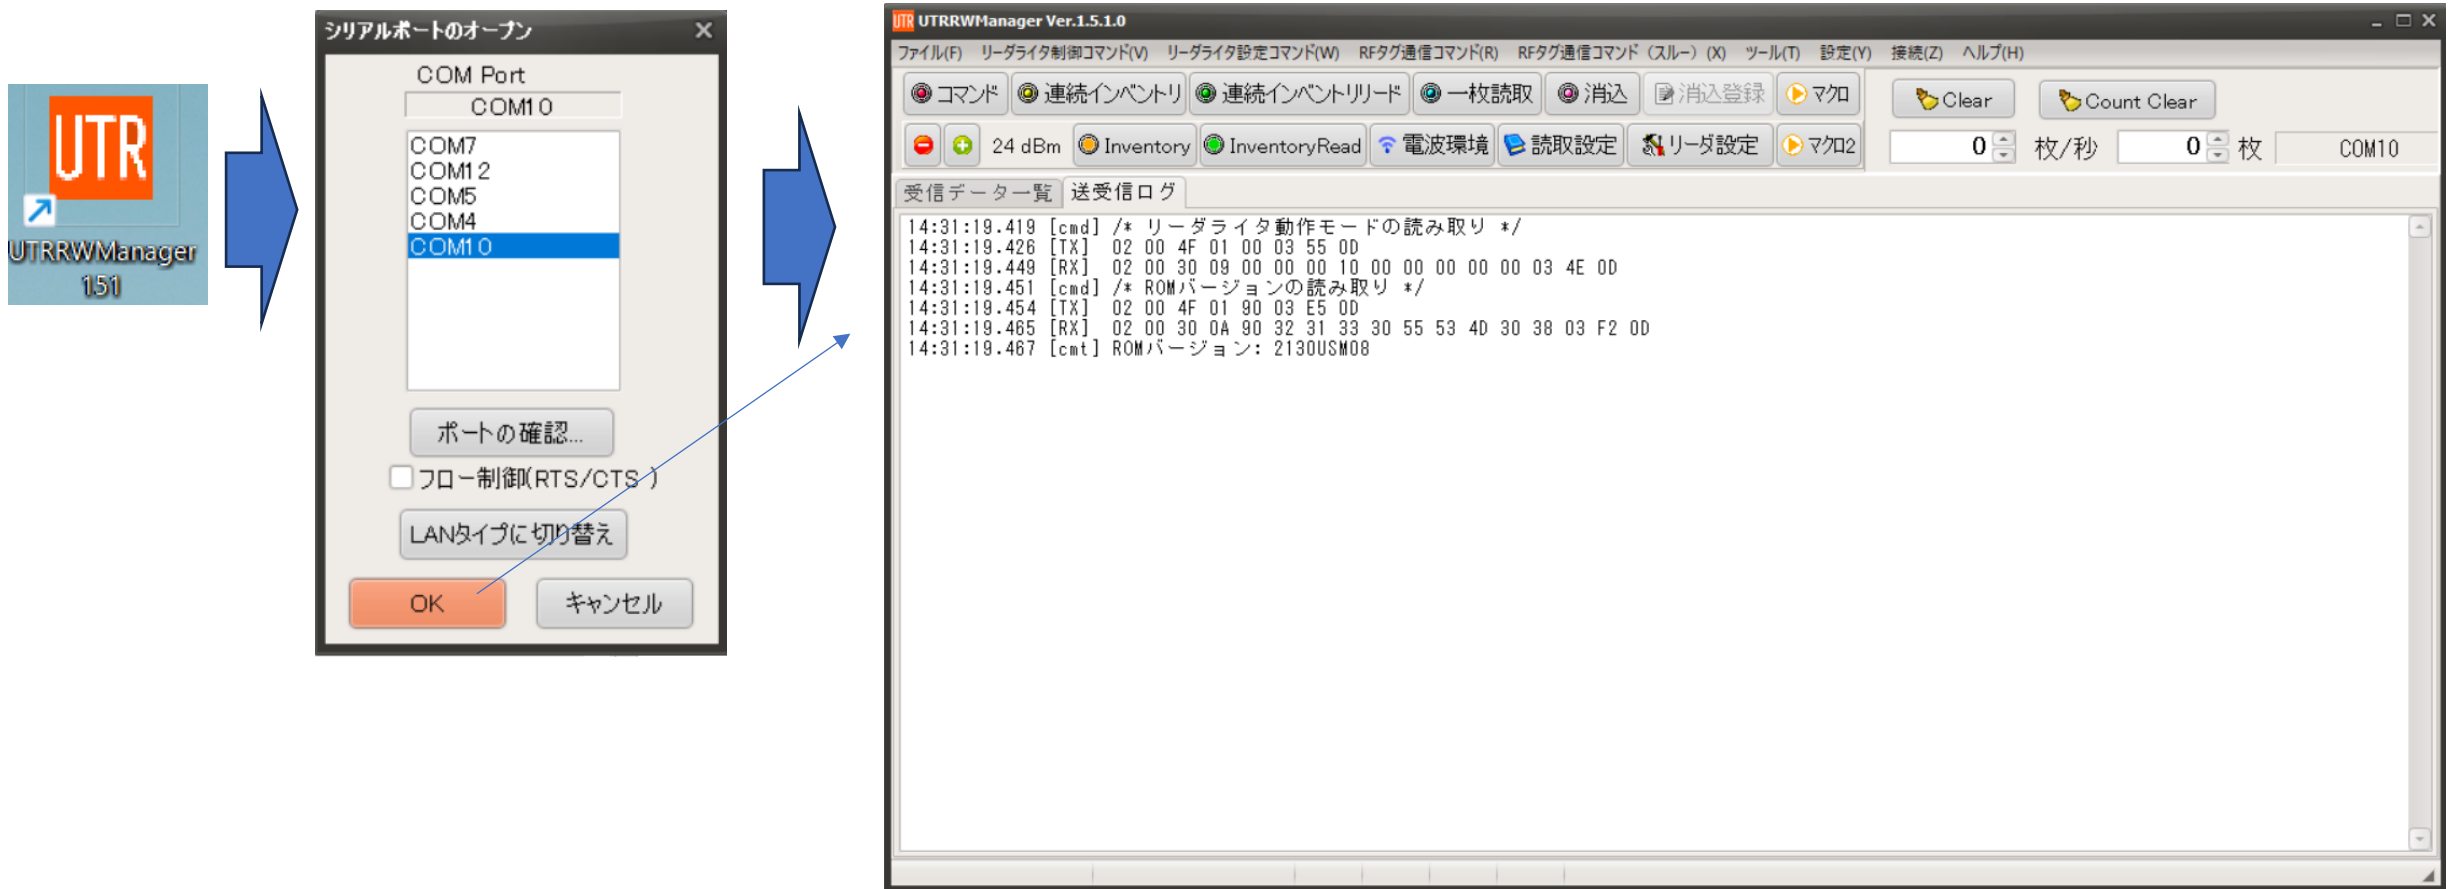 UTR
UTRRWManager
151
シリアルポートのオープン
COM Port
COM10
COM7
COM12
COM5
COM4
COM10
ポートの確認...
フロー制御(RTS/CTS )
LANタイプに切り替え
OK
キャンセル
UTR UTRRWManager Ver.1.5.1.0
ファイル(F) リーダライタ制御コマンド(V) リーダライタ設定コマンド(W) RFタグ通信コマンド(R) RFタグ通信コマンド（スルー）(X) ツール(T) 設定(Y) 接続(Z) ヘルプ(H)
コマンド 連続インベントリ 連続インベントリリード 一枚読取 消込 消込登録 マクロ Clear Count Clear
24 dBm Inventory InventoryRead 電波環境 読取設定 リーダ設定 マクロ2 0 枚/秒 0 枚 COM10
受信データ一覧 送受信ログ
14:31:19.419 [cmd] /* リーダライタ動作モードの読み取り */
14:31:19.426 [TX] 02 00 4F 01 00 03 55 0D
14:31:19.449 [RX] 02 00 30 09 00 00 00 10 00 00 00 00 00 03 4E 0D
14:31:19.451 [cmd] /* ROMバージョンの読み取り */
14:31:19.454 [TX] 02 00 4F 01 90 03 E5 0D
14:31:19.465 [RX] 02 00 30 0A 90 32 31 33 30 55 53 4D 30 38 03 F2 0D
14:31:19.467 [cmt] ROMバージョン: 2130USM08